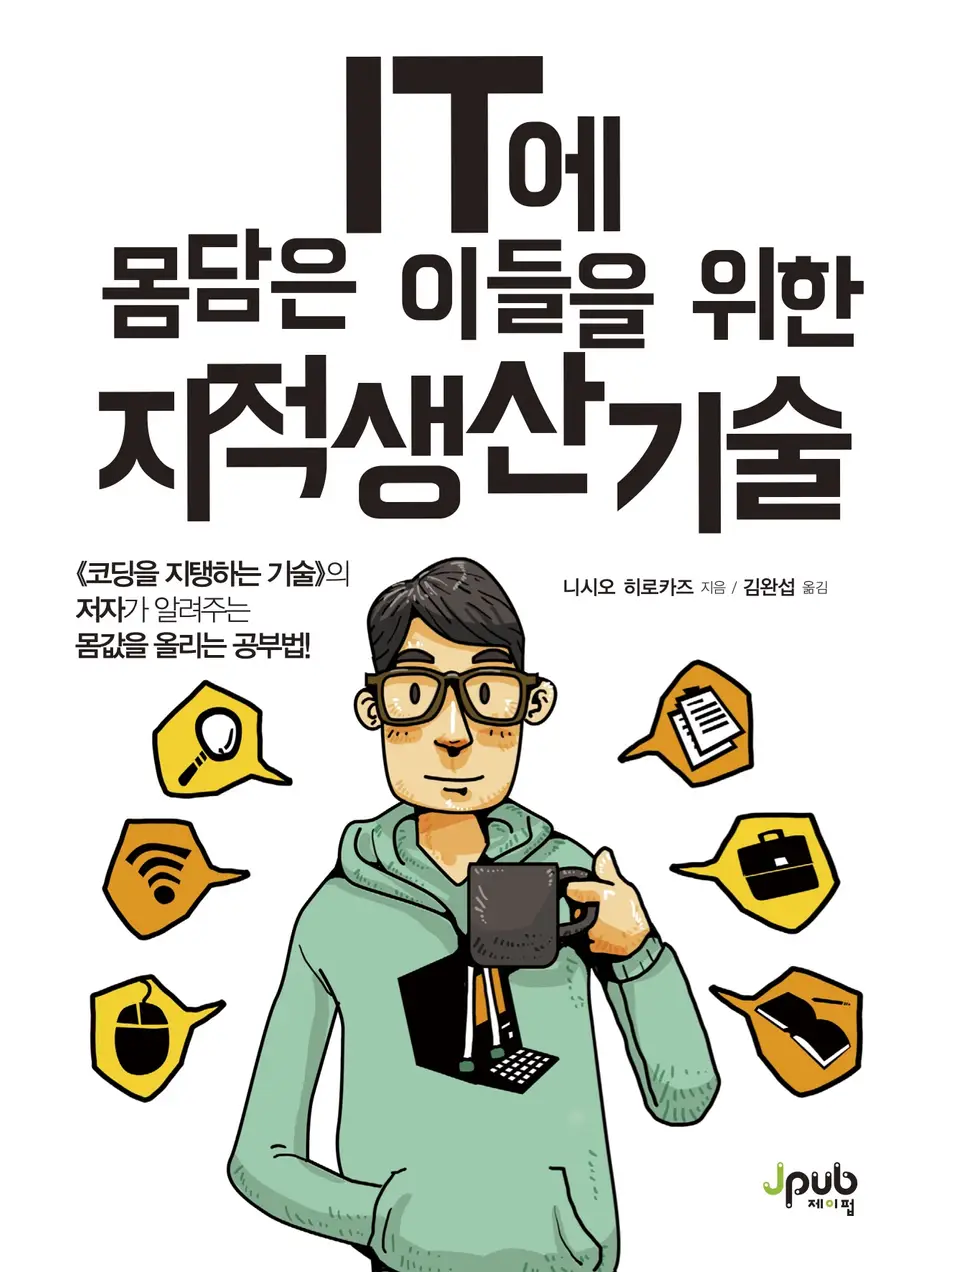 IT에
몸담은 이들을 위한
지적생산기술
《코딩을 지탱하는 기술》의
저자가 알려주는
몸값을 올리는 공부법!
니시오 히로카즈 지음 / 김완섭 옮김
Jpub
제이펍